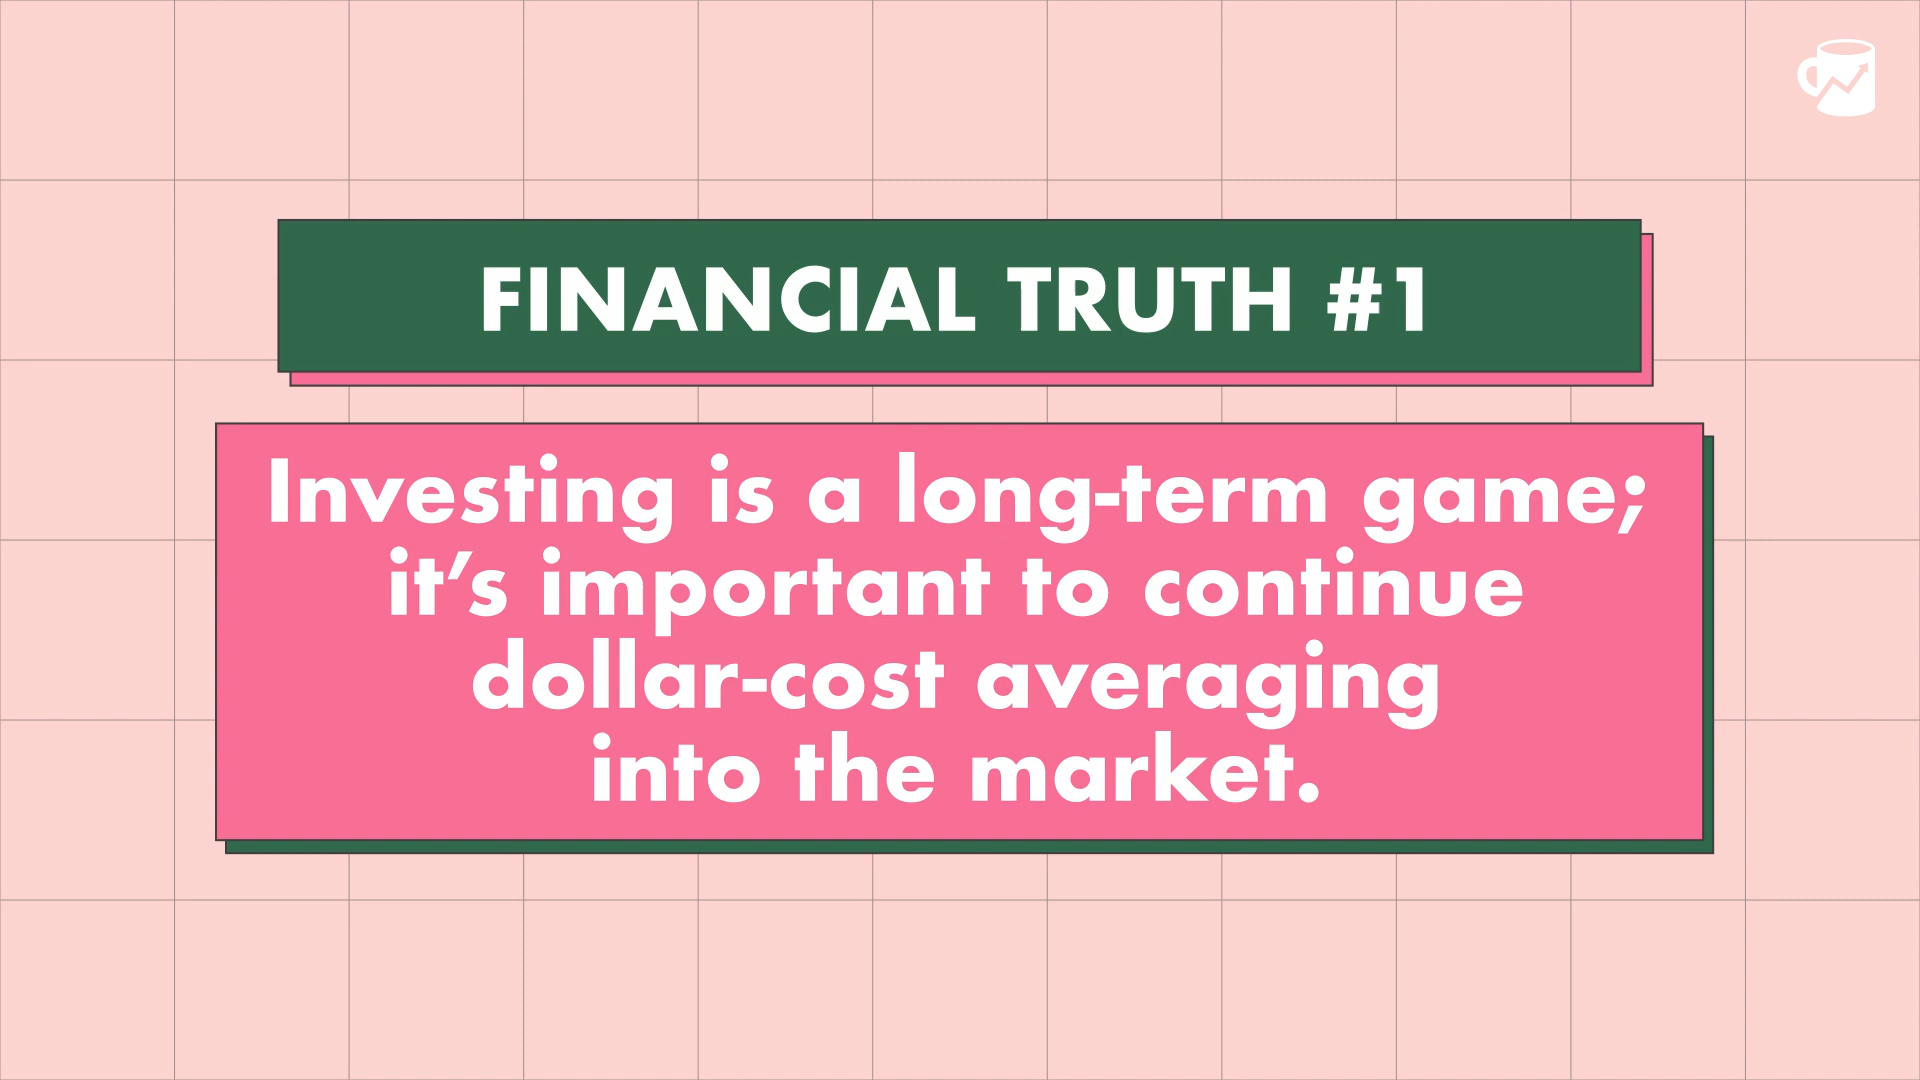 FINANCIAL TRUTH #1
Investing is a long-term game;
it’s important to continue
dollar-cost averaging
into the market.